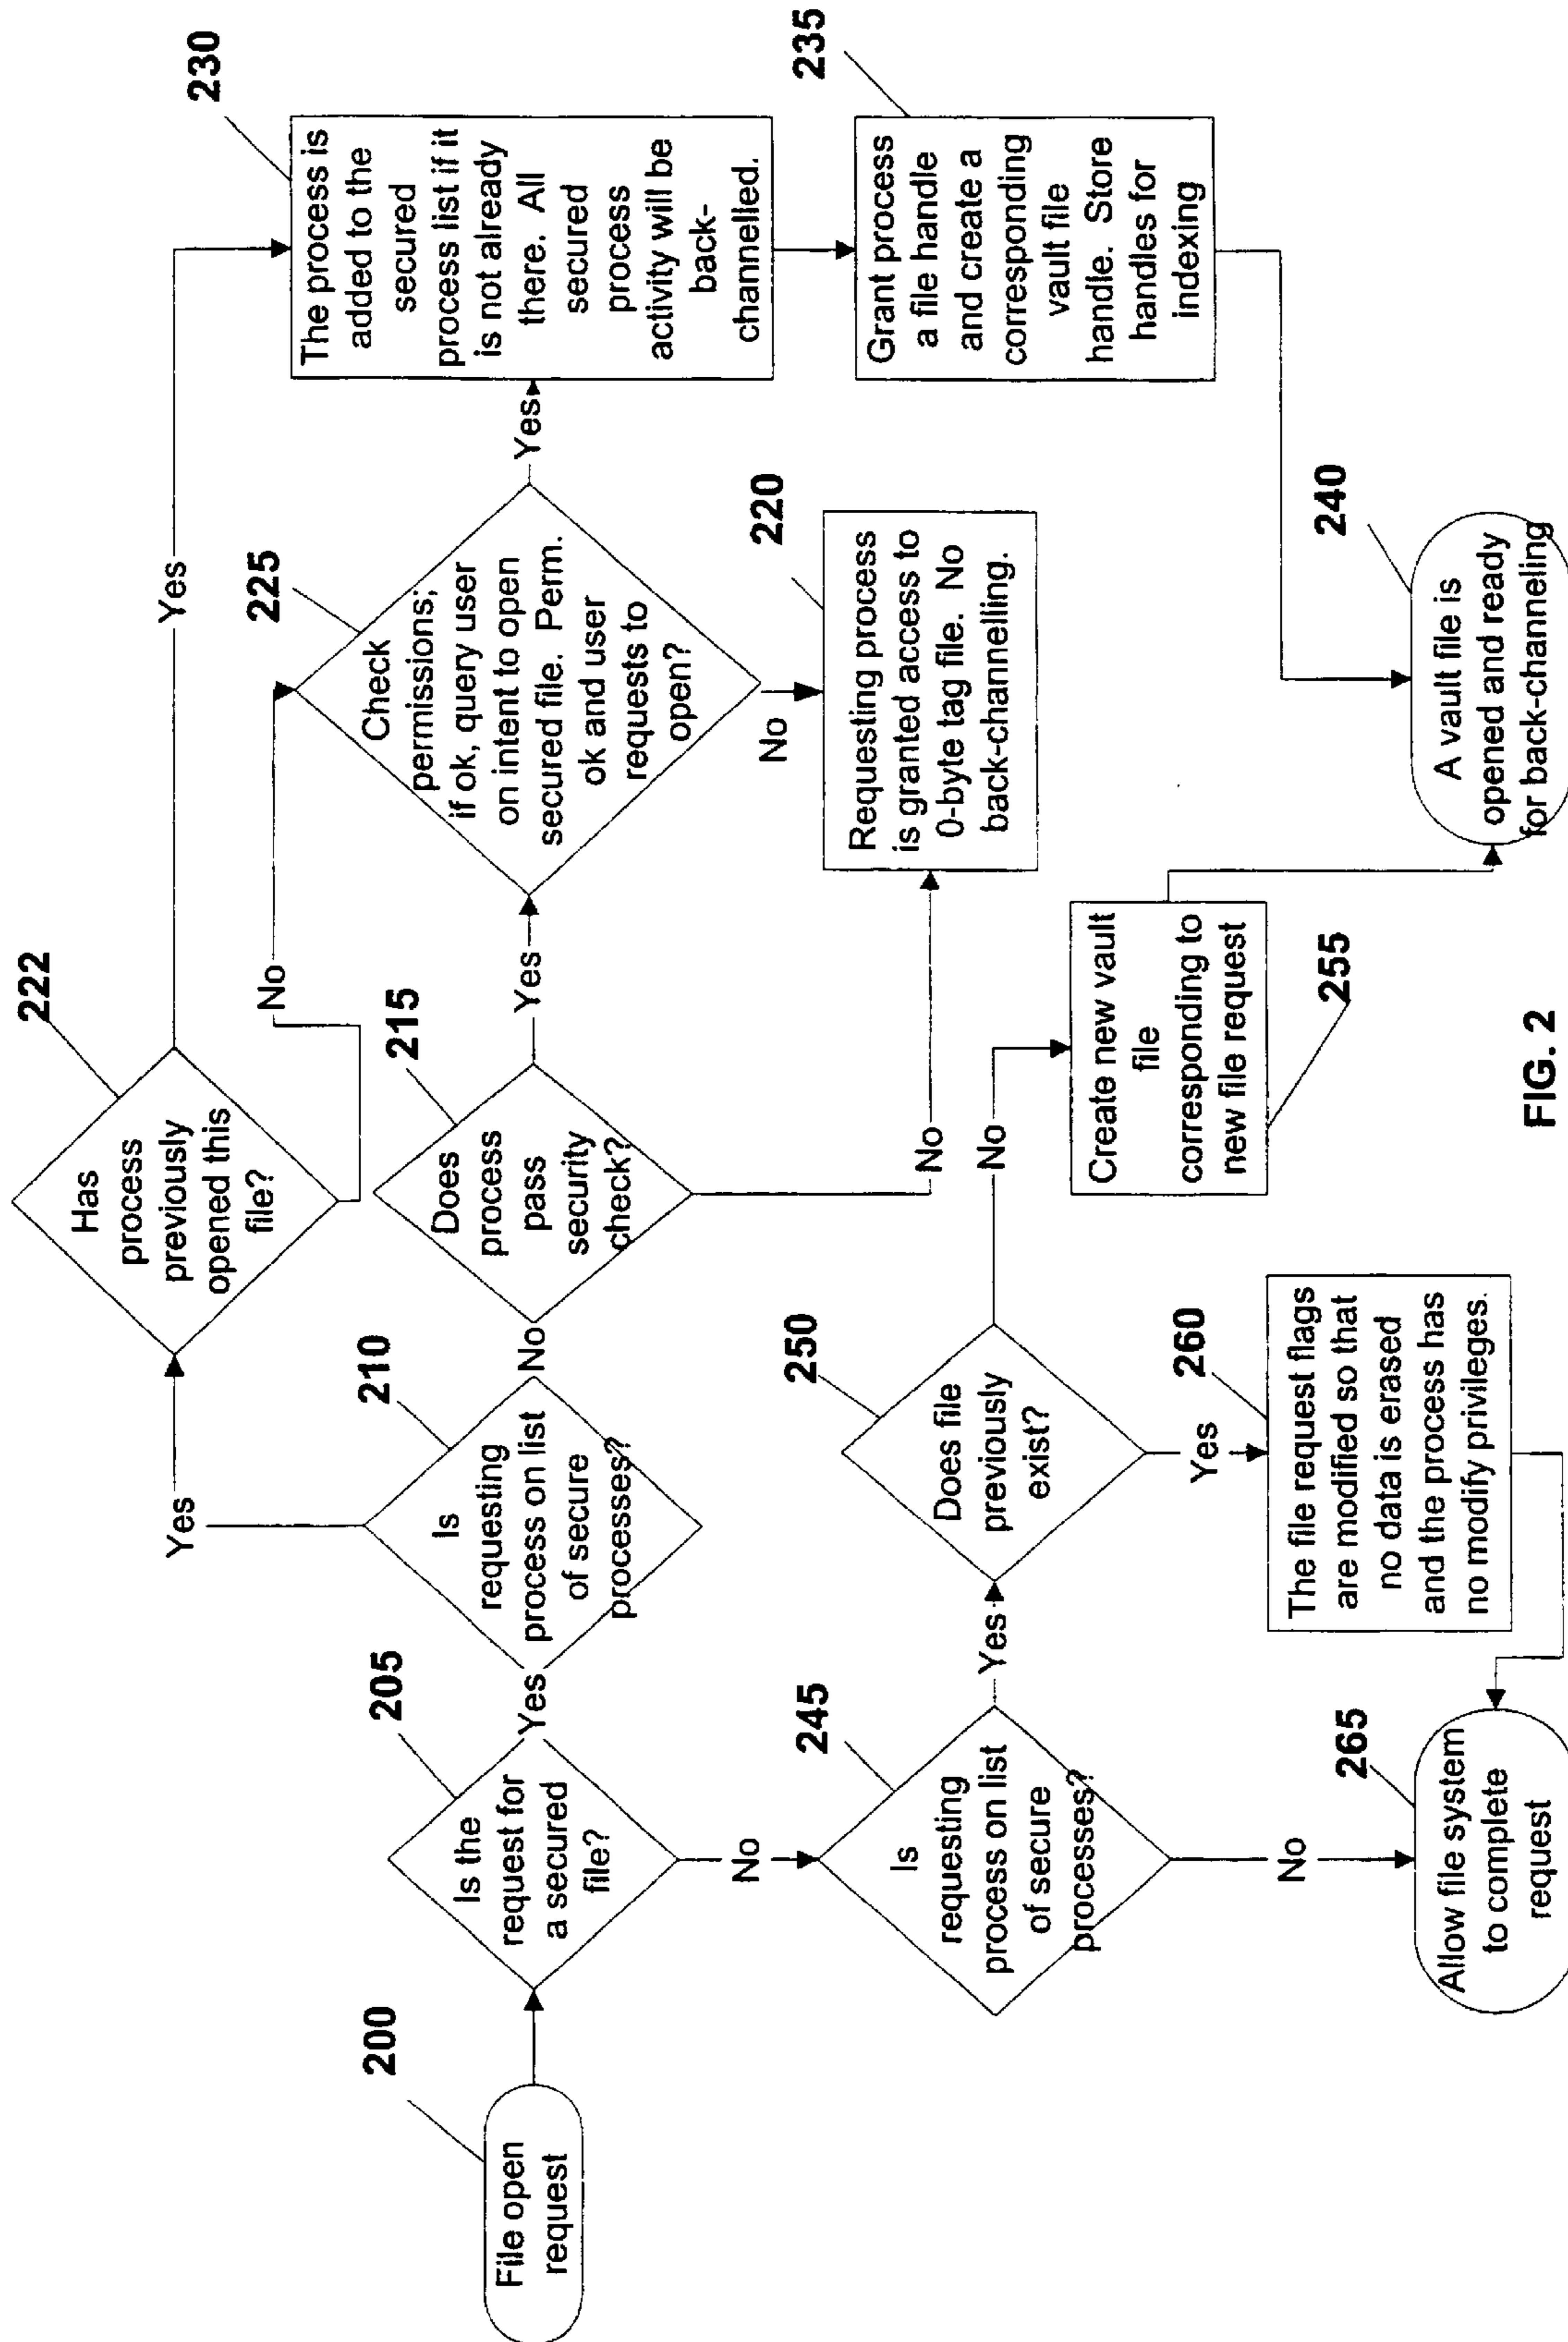 200
File open
request
205
Is the
request for
a secured
file?
Yes
No
210
Is
requesting
process on list
of secure
processes?
Yes
No
222
Has
process
previously
opened this
file?
Yes
No
215
Does
process
pass
security
check?
Yes
No
225
Check
permissions;
if ok, query user
on intent to open
secured file. Perm.
ok and user
requests to
open?
Yes
No
230
The process is
added to the
secured
process list if it
is not already
there. All
secured
process
activity will be
back-
channelled.
235
Grant process
a file handle
and create a
corresponding
vault file
handle. Store
handles for
indexing
220
Requesting process
is granted access to
0-byte tag file. No
back-channelling.
240
A vault file is
opened and ready
for back-channeling
245
Is
requesting
process on list
of secure
processes?
Yes
No
250
Does file
previously
exist?
No
Yes
255
Create new vault
file
corresponding to
new file request
260
The file request flags
are modified so that
no data is erased
and the process has
no modify privileges.
265
Allow file system
to complete
request
FIG. 2